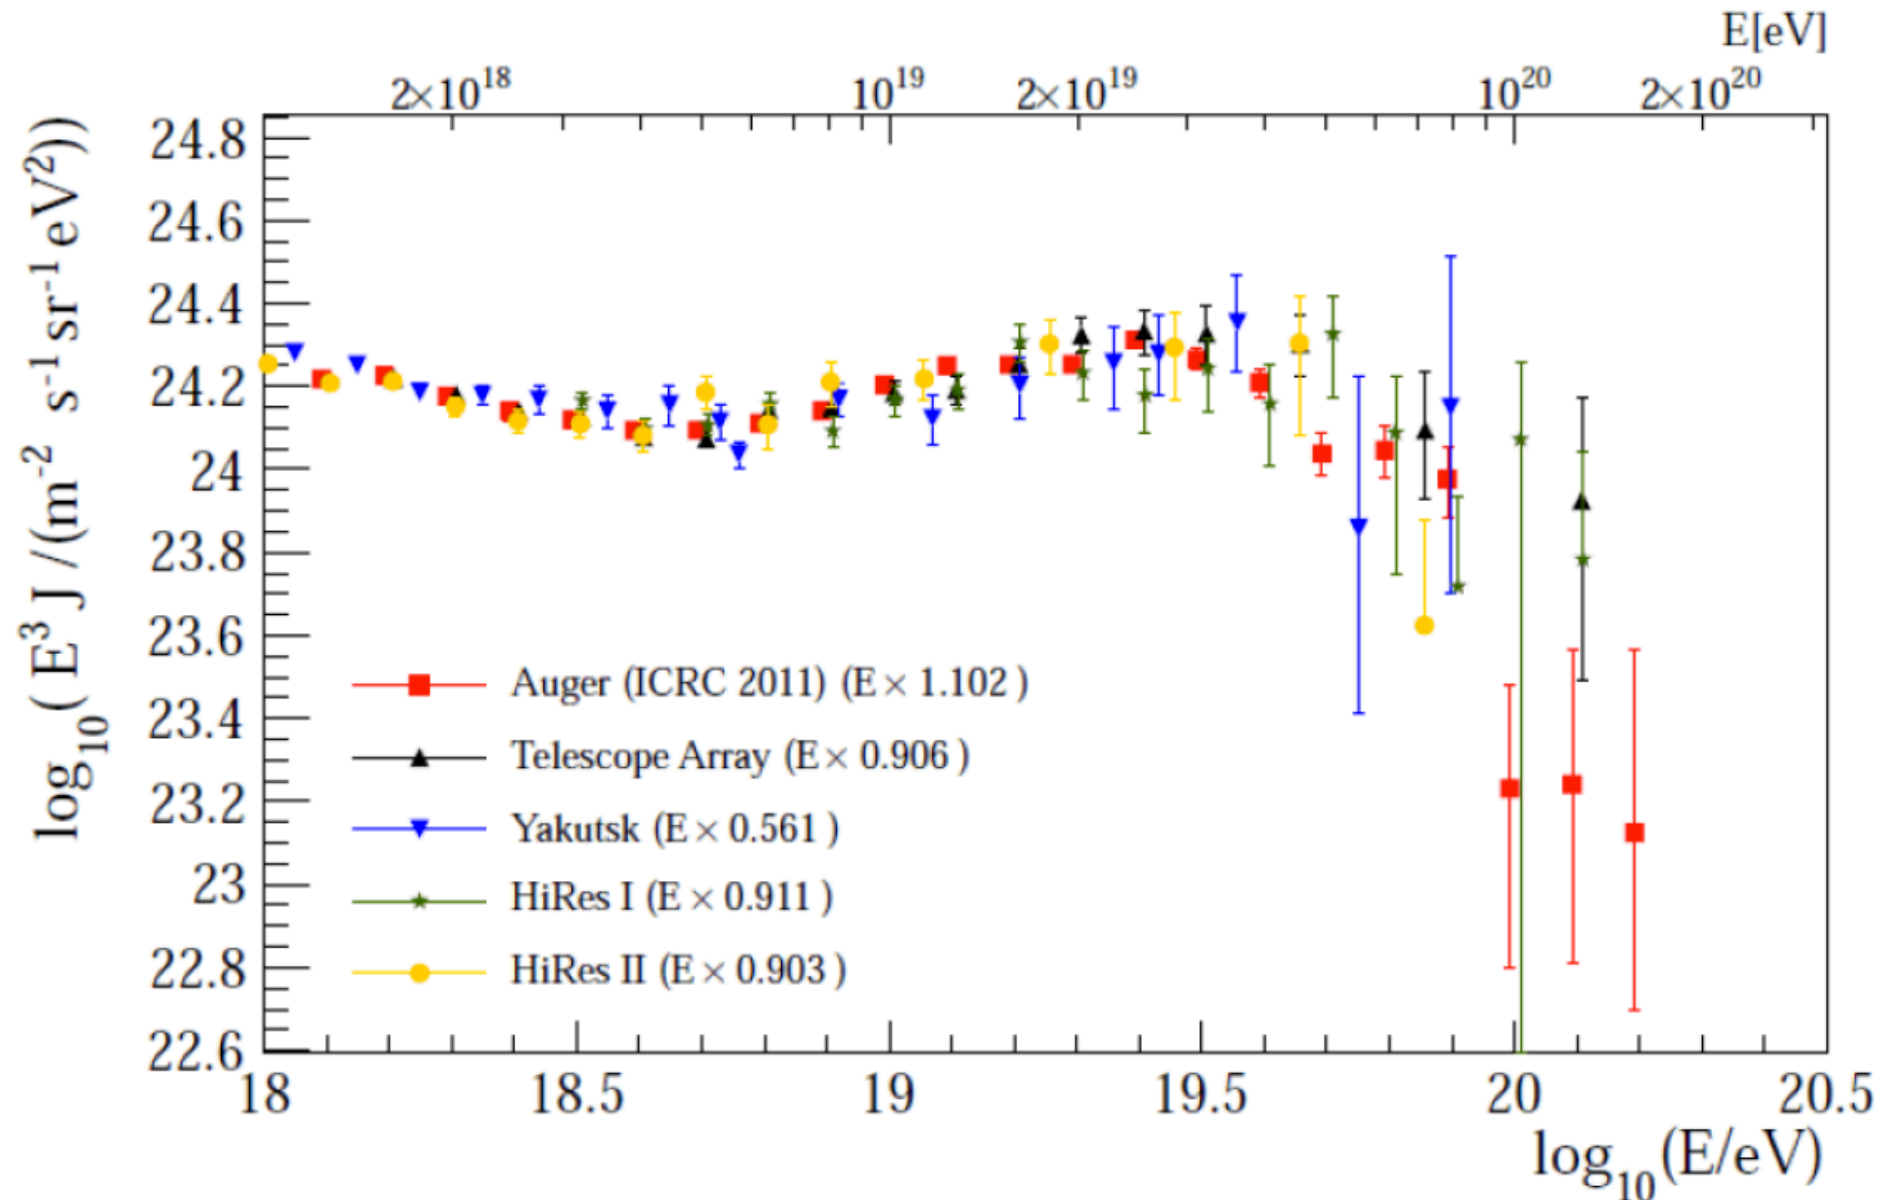 E[eV]
2×10^18 10^19 2×10^19 10^20 2×10^20
log10( E^3 J /(m^-2 s^-1 sr^-1 eV^2))
24.8
24.6
24.4
24.2
24
23.8
23.6
23.4
23.2
23
22.8
22.6
Auger (ICRC 2011) (E × 1.102 )
Telescope Array (E × 0.906 )
Yakutsk (E × 0.561 )
HiRes I (E × 0.911 )
HiRes II (E × 0.903 )
18 18.5 19 19.5 20 20.5
log10(E/eV)